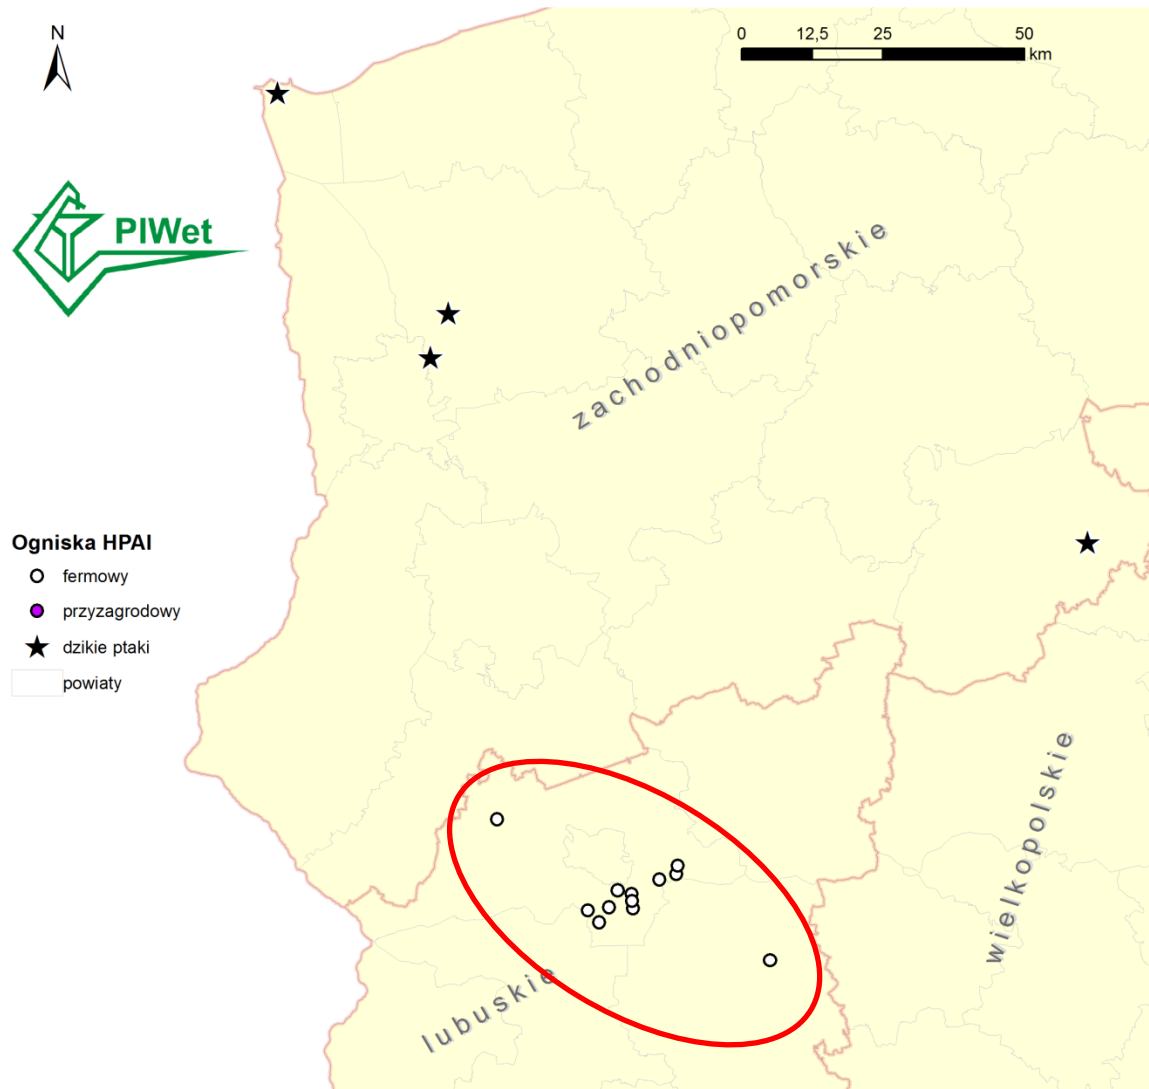 N
0 12,5 25 50
km
PIWet
zachodniopomorskie
Ogniska HPAI
fermowy
przyzagrodowy
dzikie ptaki
powiaty
wielkopolskie
lubuskie